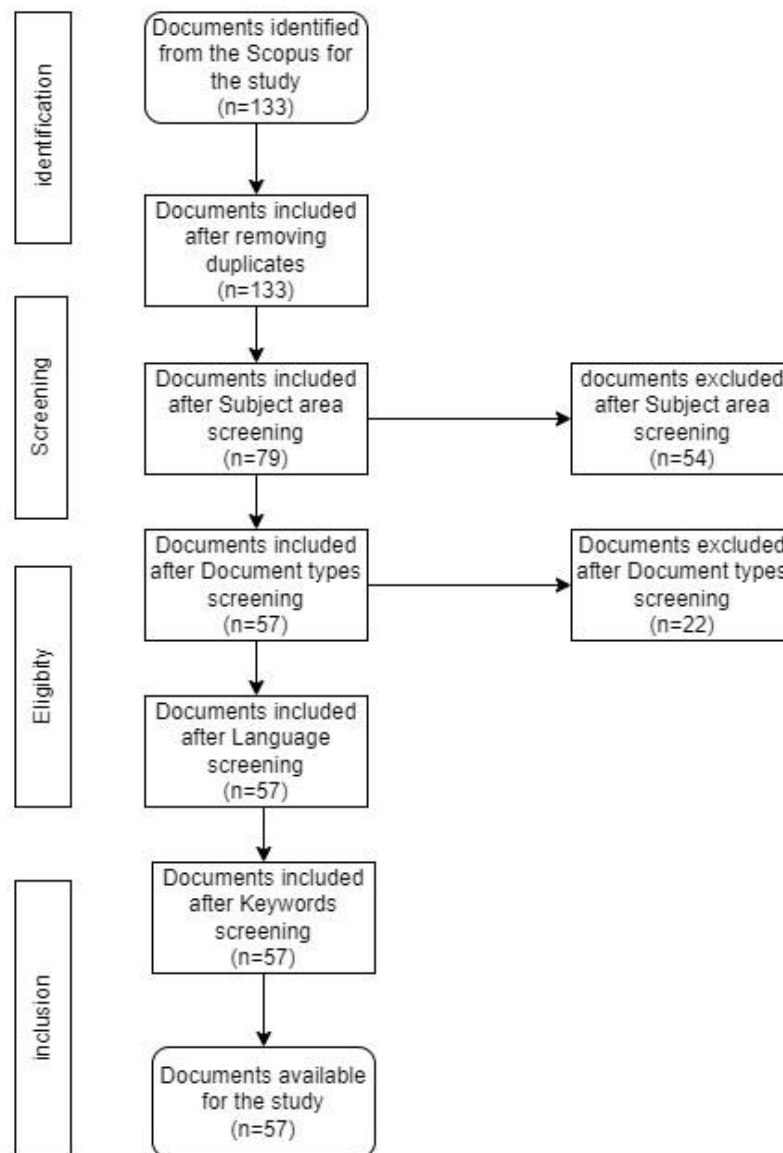 identification
Documents identified
from the Scopus for
the study
(n=133)
Documents included
after removing
duplicates
(n=133)
Screening
Documents included
after Subject area
screening
(n=79)
documents excluded
after Subject area
screening
(n=54)
Documents included
after Document types
screening
(n=57)
Documents excluded
after Document types
screening
(n=22)
Eligibity
Documents included
after Language
screening
(n=57)
Documents included
after Keywords
screening
(n=57)
inclusion
Documents available
for the study
(n=57)